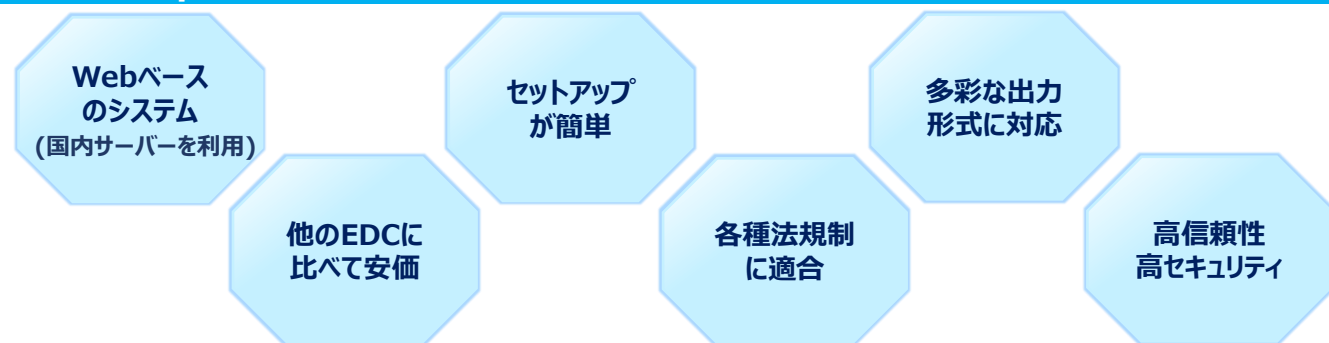 Webベース
のシステム
(国内サーバーを利用)
セットアップ
が簡単
多彩な出力
形式に対応
他のEDCに
比べて安価
各種法規制
に適合
高信頼性
高セキュリティ